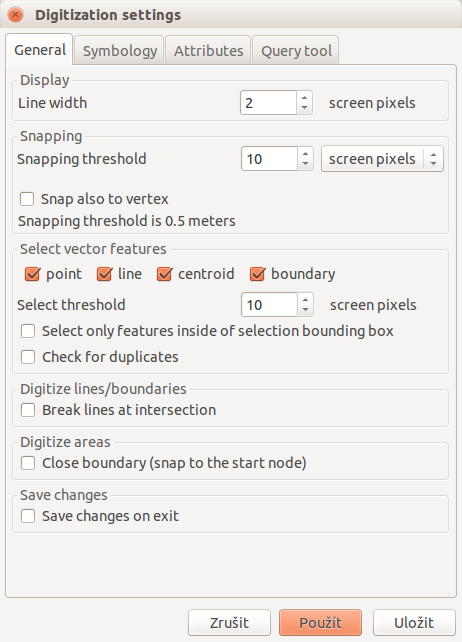 Digitization settings
General Symbology Attributes Query tool
Display
Line width 2 screen pixels
Snapping
Snapping threshold 10 screen pixels
Snap also to vertex
Snapping threshold is 0.5 meters
Select vector features
point line centroid boundary
Select threshold 10 screen pixels
Select only features inside of selection bounding box
Check for duplicates
Digitize lines/boundaries
Break lines at intersection
Digitize areas
Close boundary (snap to the start node)
Save changes
Save changes on exit
Zrušit Použít Uložit